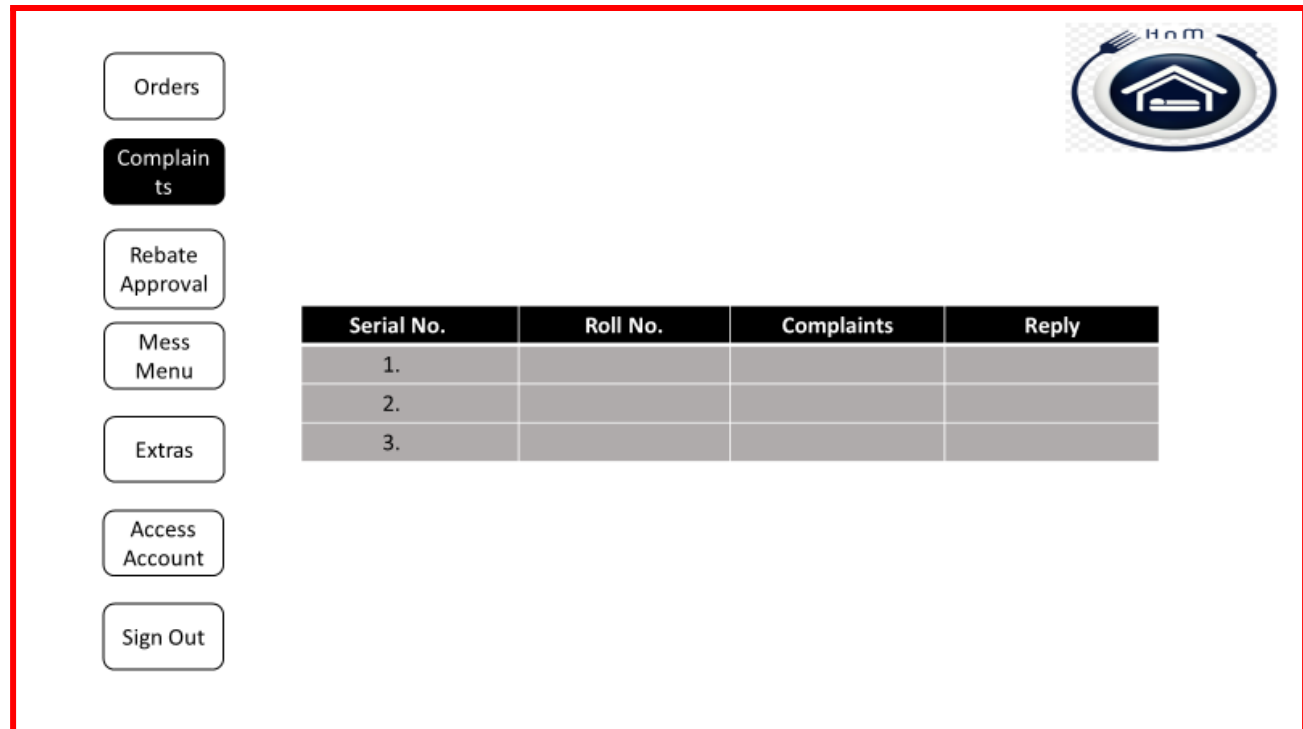 HnM
Orders
Complain
ts
Rebate
Approval
Mess
Menu
Extras
Access
Account
Sign Out
Serial No. Roll No. Complaints Reply
1.
2.
3.